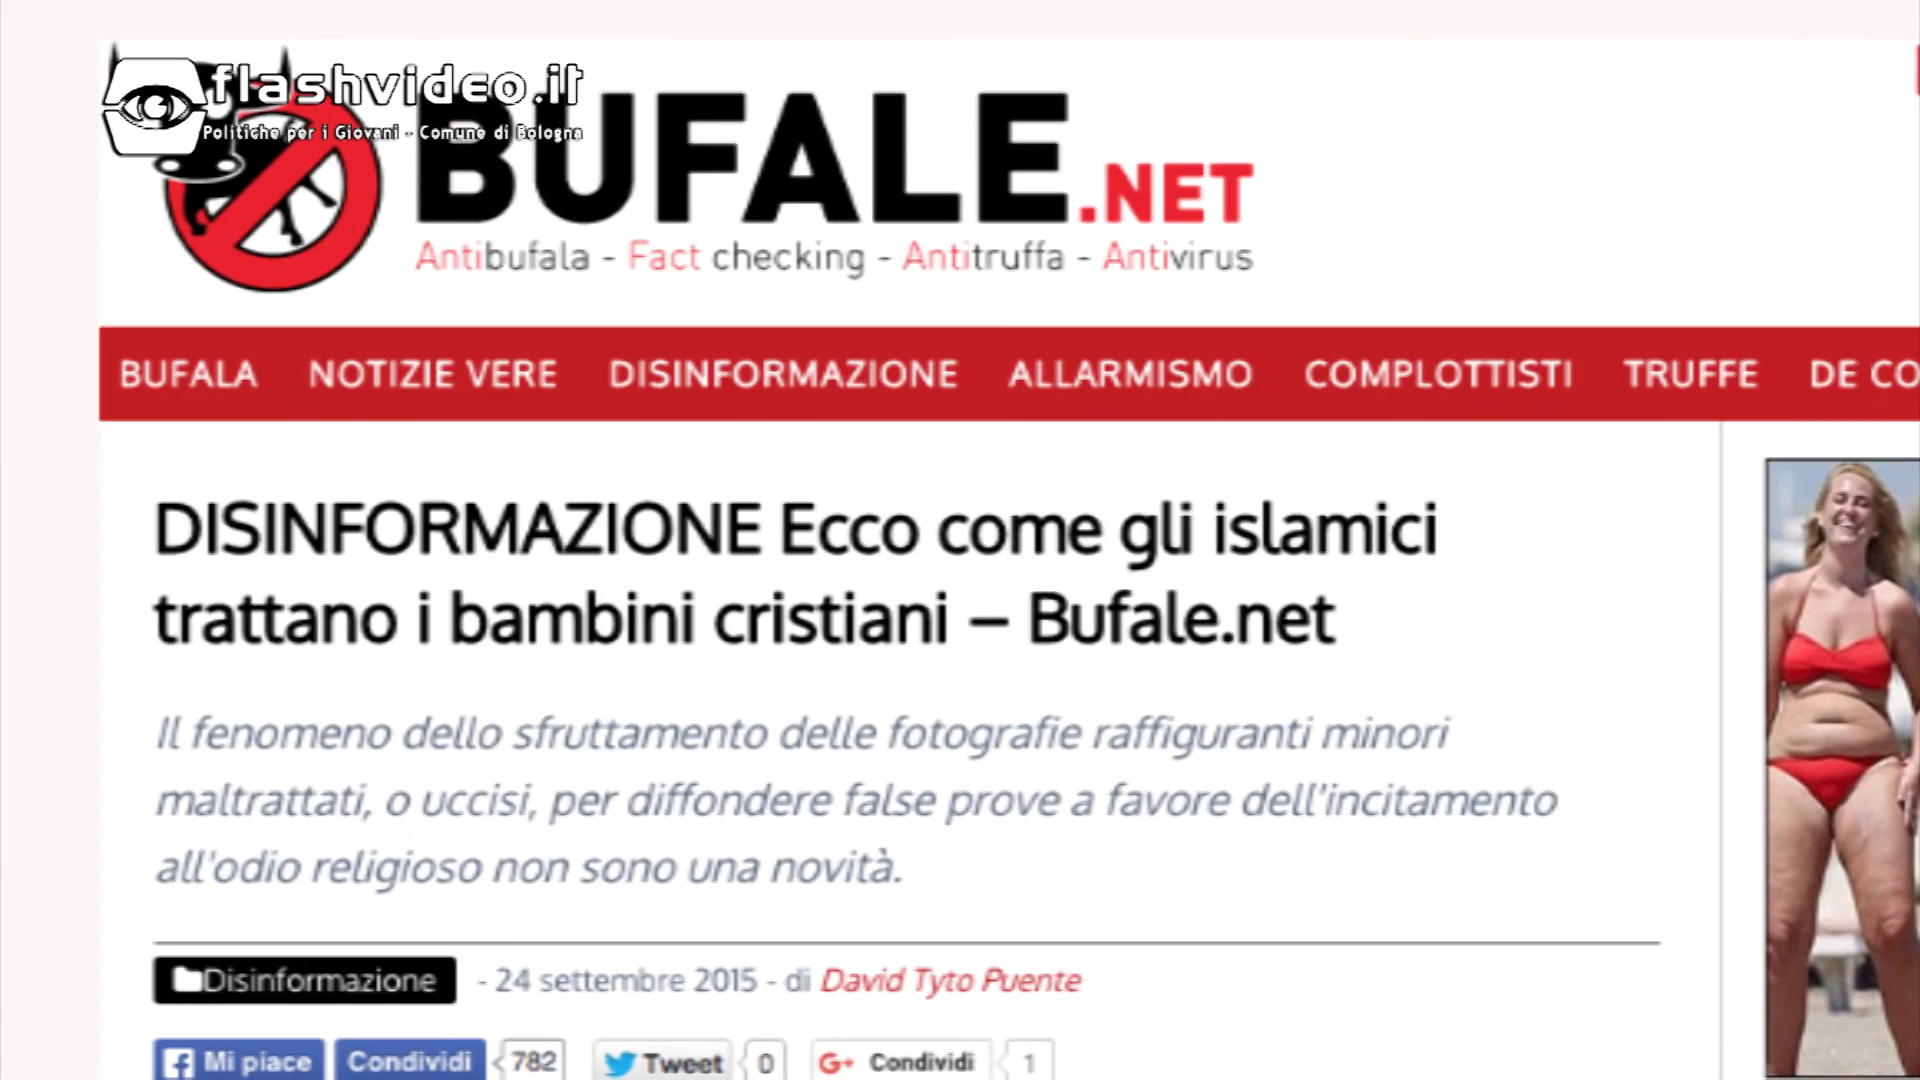 flashvideo.it
Politiche per i Giovani - Comune di Bologna
BUFALE.NET
Antibufala - Fact checking - Antitruffa - Antivirus
BUFALA NOTIZIE VERE DISINFORMAZIONE ALLARMISMO COMPLOTTISTI TRUFFE DE CO
DISINFORMAZIONE Ecco come gli islamici
trattano i bambini cristiani – Bufale.net
Il fenomeno dello sfruttamento delle fotografie raffiguranti minori
maltrattati, o uccisi, per diffondere false prove a favore dell'incitamento
all'odio religioso non sono una novità.
Disinformazione - 24 settembre 2015 - di David Tyto Puente
Mi piace Condividi 782 Tweet 0 G+ Condividi 1